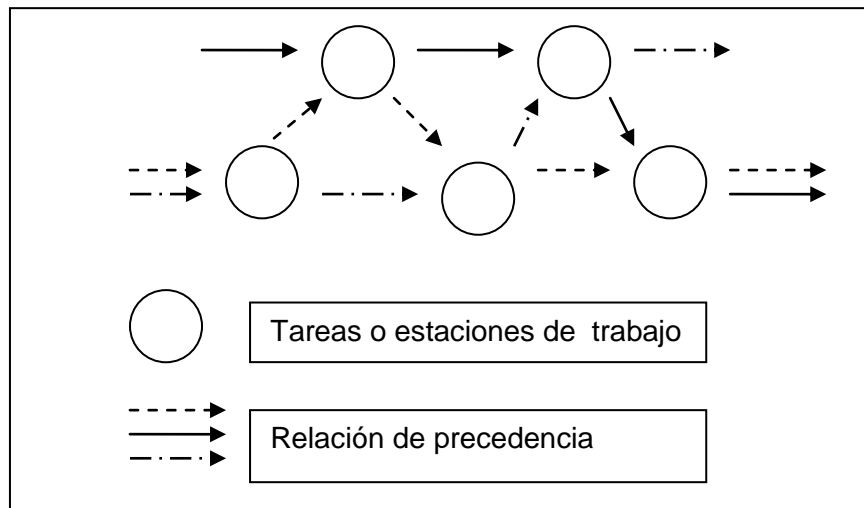 Tareas o estaciones de trabajo
Relación de precedencia